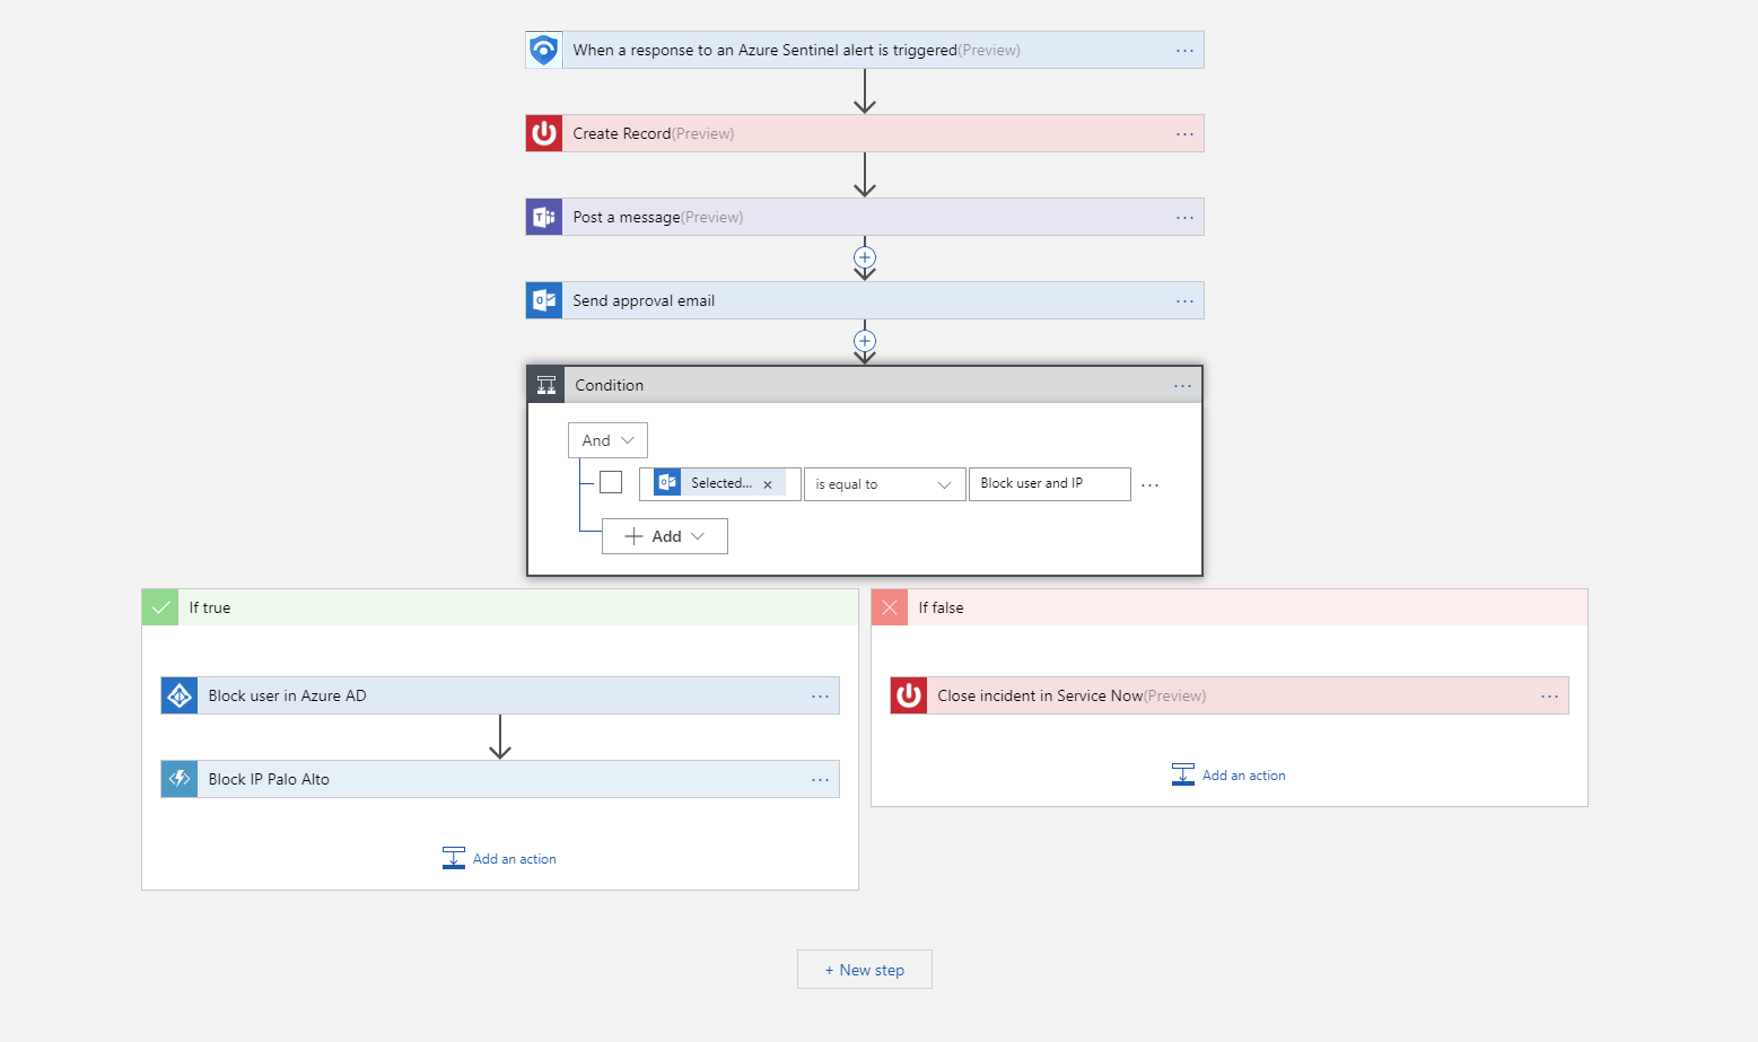 When a response to an Azure Sentinel alert is triggered(Preview)
Create Record(Preview)
Post a message(Preview)
Send approval email
Condition
And
Selected... × is equal to Block user and IP
+ Add
If true
If false
Block user in Azure AD
Close incident in Service Now(Preview)
Block IP Palo Alto
Add an action
Add an action
+ New step